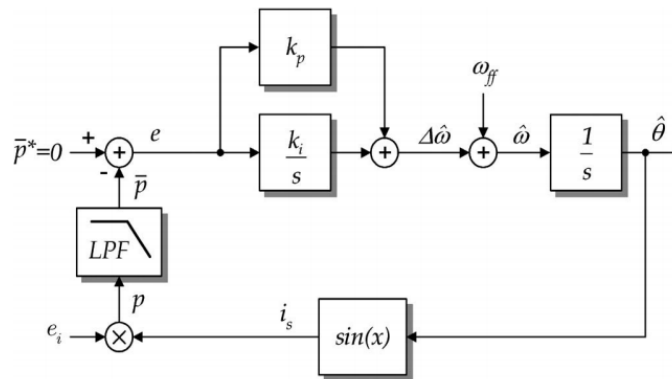 k_p
ω_ff
p̄*=0
+
+
e
k_i
s
+
Δω̂
+
ω̂
1
s
θ̂
-
p̄
LPF
p
e_i
×
i_s
sin(x)